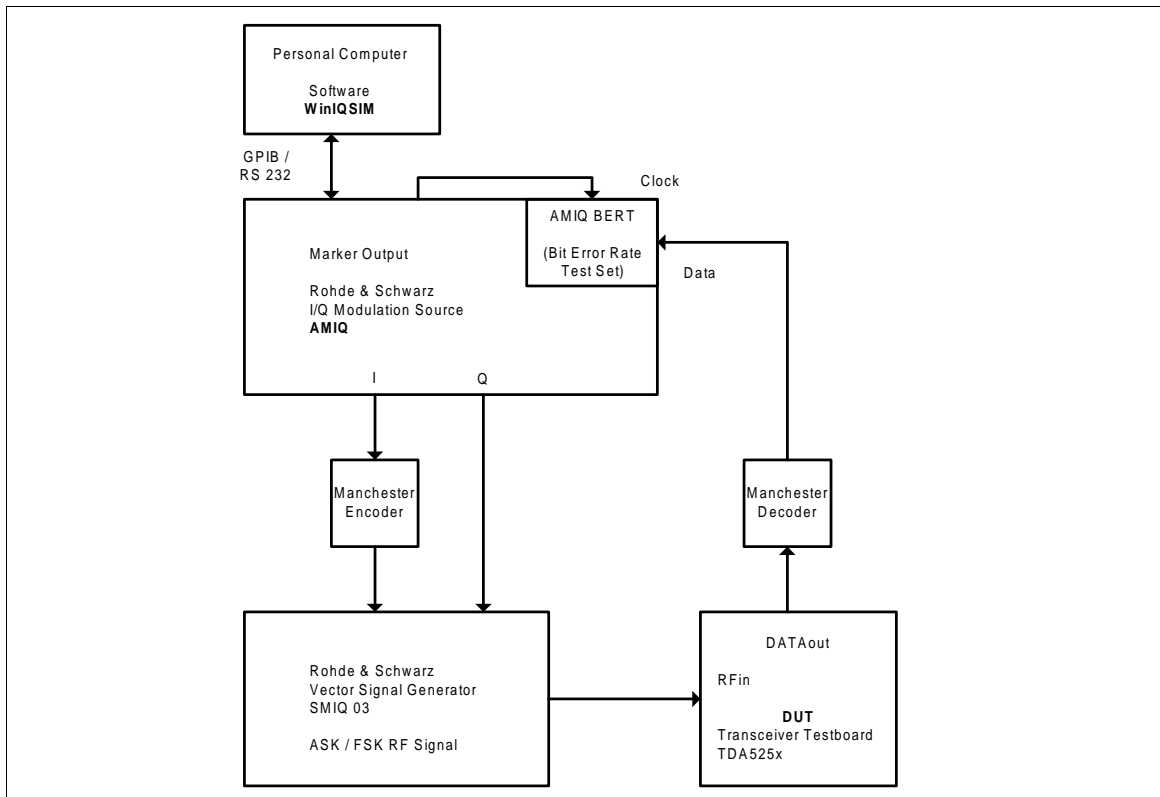 Personal Computer
Software
WinIQSIM
GPIB /
RS 232
Clock
AMIQ BERT
(Bit Error Rate
Test Set)
Marker Output
Rohde & Schwarz
I/Q Modulation Source
AMIQ
Data
I
Q
Manchester
Encoder
Manchester
Decoder
Rohde & Schwarz
Vector Signal Generator
SMIQ 03
ASK / FSK RF Signal
DATAout
RFin
DUT
Transceiver Testboard
TDA525x